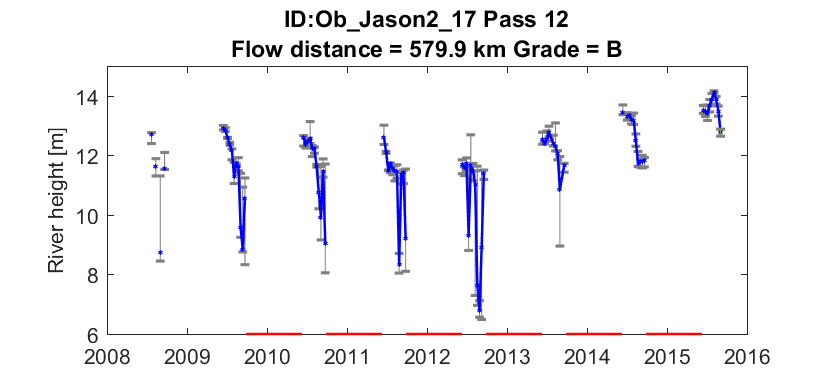 ID:Ob_Jason2_17 Pass 12
Flow distance = 579.9 km Grade = B
River height [m]
14
12
10
8
6
2008 2009 2010 2011 2012 2013 2014 2015 2016